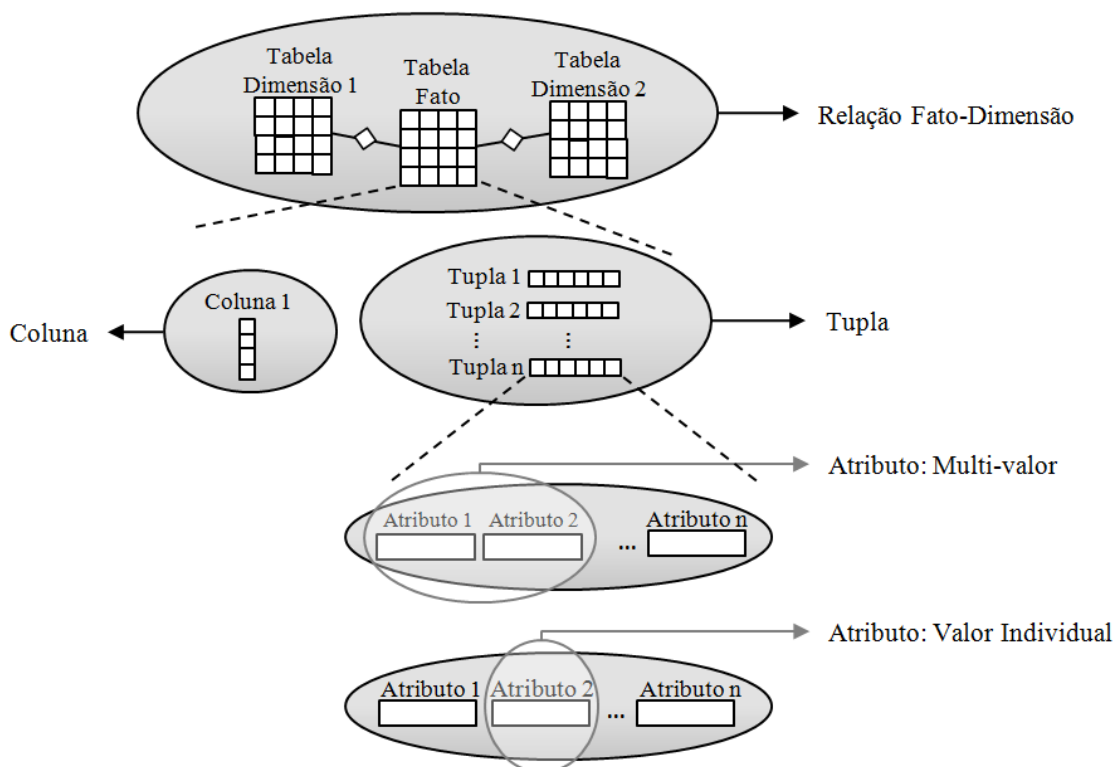 Tabela
Dimensão 1
Tabela
Fato
Tabela
Dimensão 2
Relação Fato-Dimensão
Coluna 1
Coluna
Tupla 1
Tupla 2
⋮ ⋮
Tupla n
Tupla
Atributo: Multi-valor
Atributo 1 Atributo 2 ... Atributo n
Atributo: Valor Individual
Atributo 1 Atributo 2 ... Atributo n